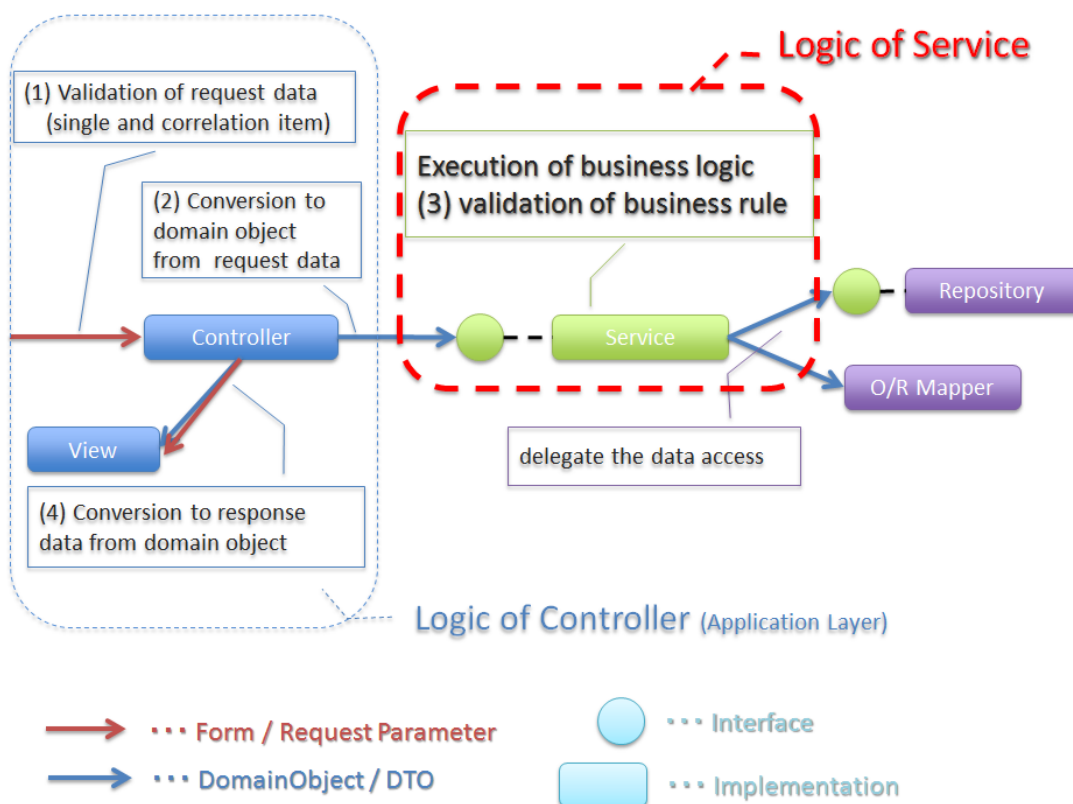 Logic of Service
(1) Validation of request data
(single and correlation item)
Execution of business logic
(3) validation of business rule
(2) Conversion to
domain object
from request data
Repository
Controller
Service
O/R Mapper
View
delegate the data access
(4) Conversion to response
data from domain object
Logic of Controller (Application Layer)
··· Form / Request Parameter
··· Interface
··· DomainObject / DTO
··· Implementation